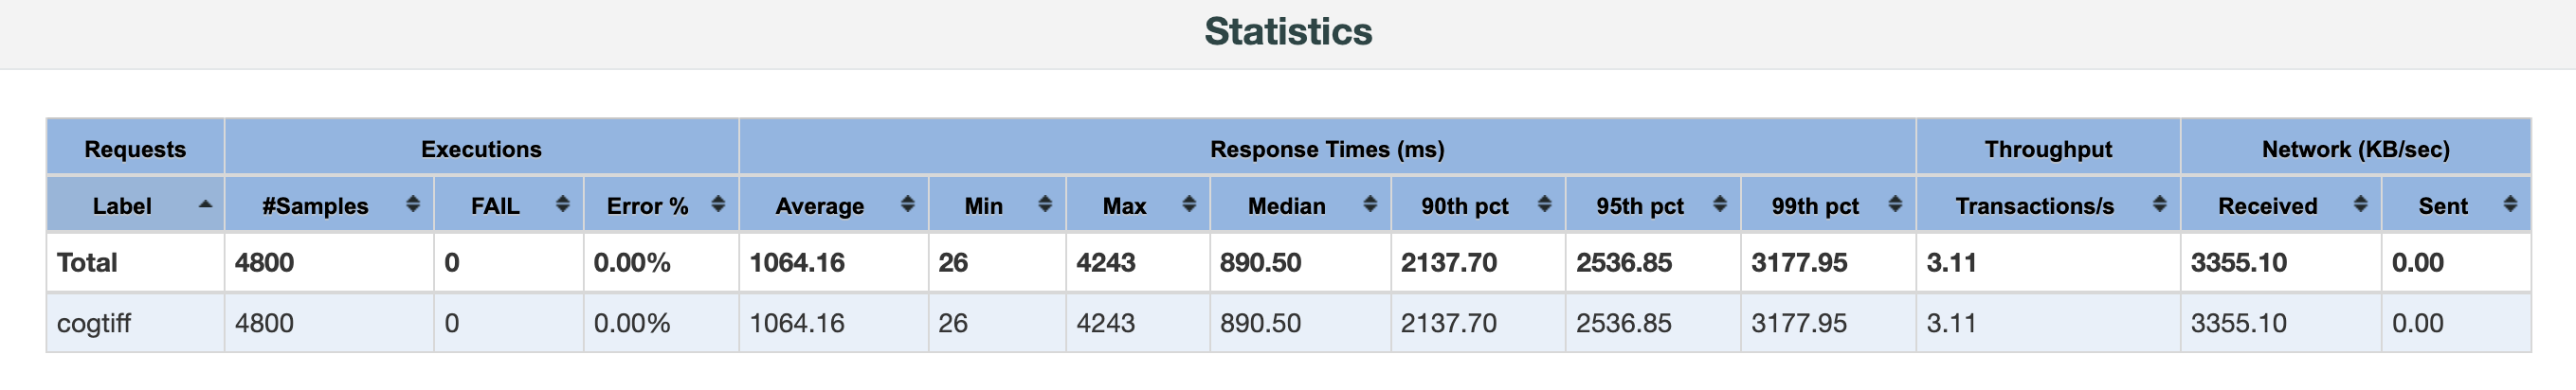 Statistics
Requests Executions Response Times (ms) Throughput Network (KB/sec)
Label #Samples FAIL Error % Average Min Max Median 90th pct 95th pct 99th pct Transactions/s Received Sent
Total 4800 0 0.00% 1064.16 26 4243 890.50 2137.70 2536.85 3177.95 3.11 3355.10 0.00
cogtiff 4800 0 0.00% 1064.16 26 4243 890.50 2137.70 2536.85 3177.95 3.11 3355.10 0.00